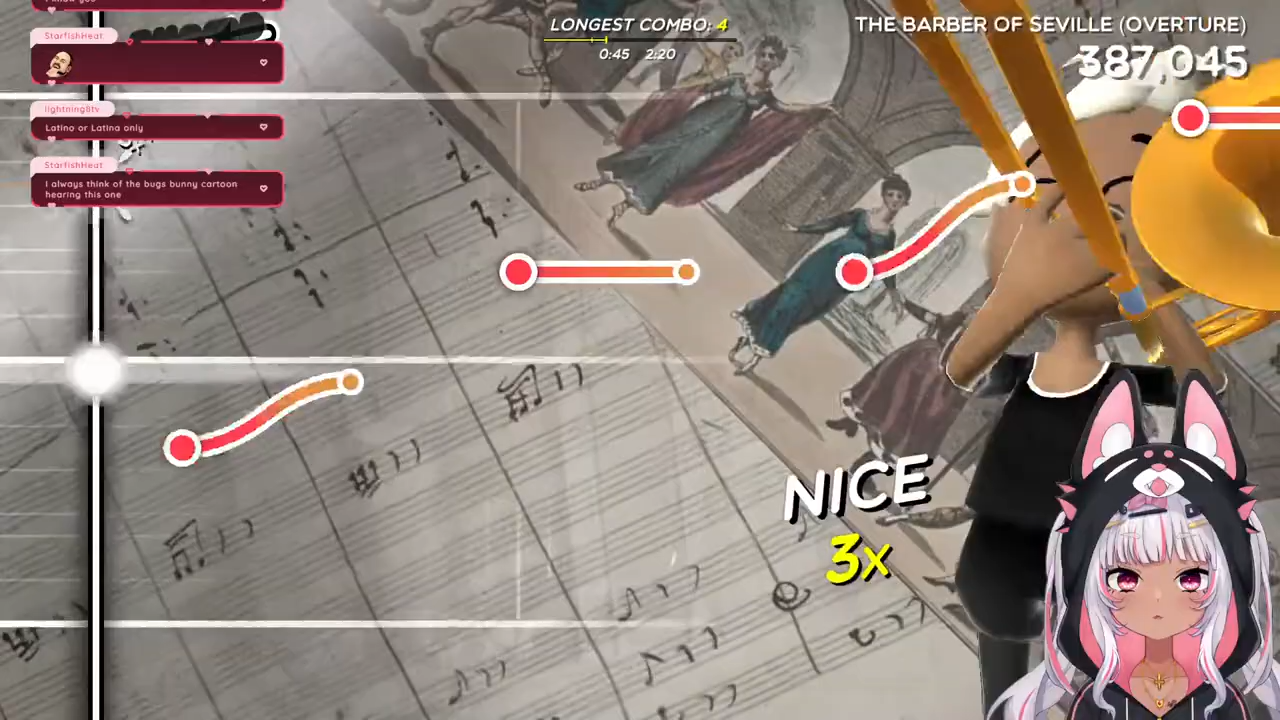 StarfishHeat
lightning8tv
Latino or Latina only
StarfishHeat
I always think of the bugs bunny cartoon
hearing this one
LONGEST COMBO: 4
0:45 2:20
THE BARBER OF SEVILLE (OVERTURE)
387,045
NICE
3x